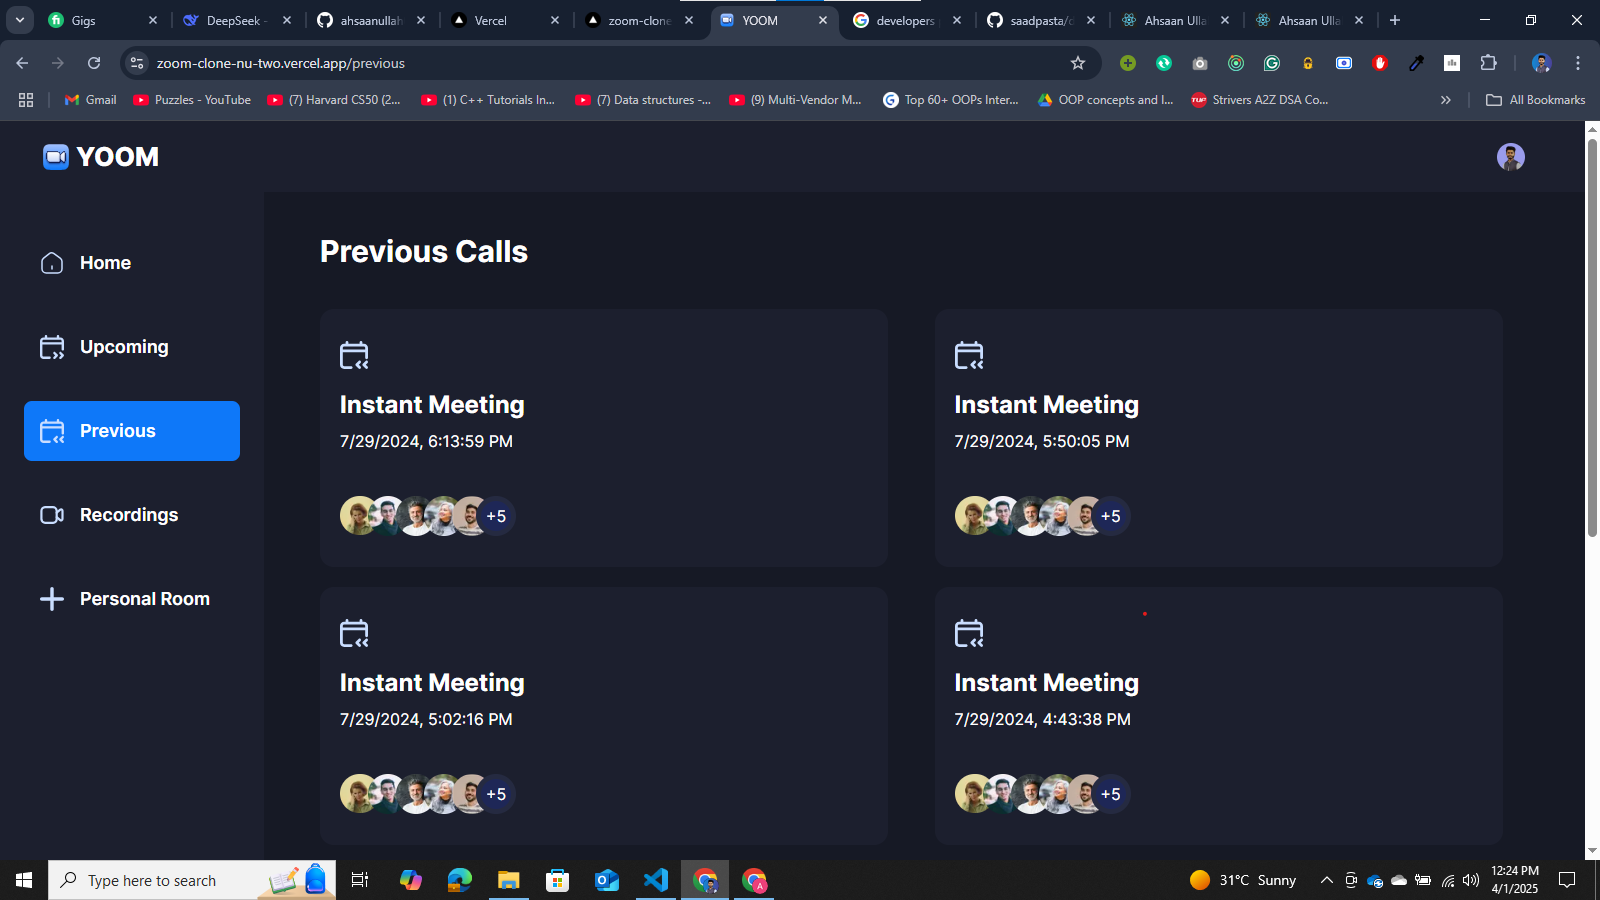 Gigs
DeepSeek -
ahsaanullah
Vercel
zoom-clone
YOOM
developers
saadpasta/d
Ahsaan Ulla
Ahsaan Ulla
zoom-clone-nu-two.vercel.app/previous
Gmail
Puzzles - YouTube
(7) Harvard CS50 (2...
(1) C++ Tutorials In...
(7) Data structures -...
(9) Multi-Vendor M...
Top 60+ OOPs Inter...
OOP concepts and I...
TUF Strivers A2Z DSA Co...
All Bookmarks
YOOM
Home
Upcoming
Previous
Recordings
Personal Room
Previous Calls
Instant Meeting
7/29/2024, 6:13:59 PM
+5
Instant Meeting
7/29/2024, 5:50:05 PM
+5
Instant Meeting
7/29/2024, 5:02:16 PM
+5
Instant Meeting
7/29/2024, 4:43:38 PM
+5
Type here to search
A
31°C Sunny
12:24 PM
4/1/2025